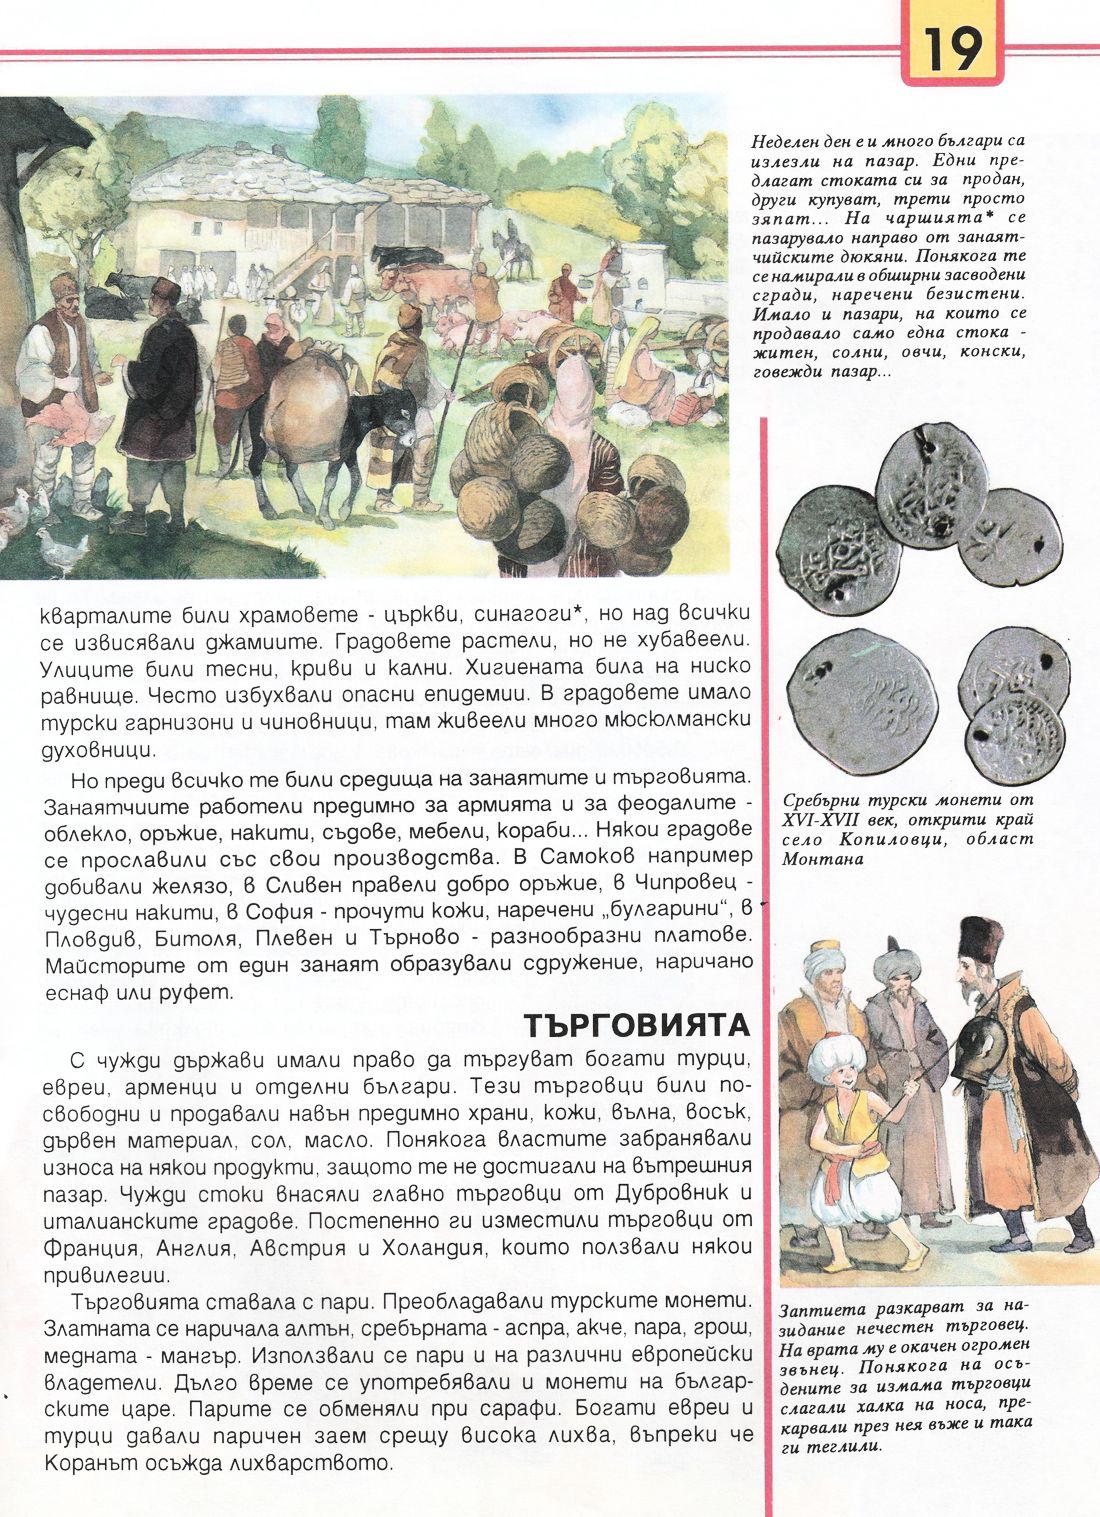 19
Неделен ден е и много българи са
излезли на пазар. Едни пре-
длагат стоката си за продан,
други купуват, трети просто
зяпат... На чаршията* се
пазарувало направо от занаят-
чийските дюкяни. Понякога те
се намирали в обширни засводени
сгради, наречени безистени.
Имало и пазари, на които се
продавало само една стока -
житен, солни, овчи, конски,
говежди пазар...
кварталите били храмовете - църкви, синагоги*, но над всички
се извисявали джамиите. Градовете растели, но не хубавеели.
Улиците били тесни, криви и кални. Хигиената била на ниско
равнище. Често избухвали опасни епидемии. В градовете имало
турски гарнизони и чиновници, там живеели много мюсюлмански
духовници.
Но преди всичко те били средища на занаятите и търговията.
Занаятчиите работели предимно за армията и за феодалите -
облекло, оръжие, накити, съдове, мебели, кораби... Някои градове
се прославили със свои производства. В Самоков например
добивали желязо, в Сливен правели добро оръжие, в Чипровец -
чудесни накити, в София - прочути кожи, наречени „булгарини“, в
Пловдив, Битоля, Плевен и Търново - разнообразни платове.
Майсторите от един занаят образували сдружение, наричано
еснаф или руфет.
ТЪРГОВИЯТА
С чужди държави имали право да търгуват богати турци,
евреи, арменци и отделни българи. Тези търговци били по-
свободни и продавали навън предимно храни, кожи, вълна, восък,
дървен материал, сол, масло. Понякога властите забранявали
износа на някои продукти, защото те не достигали на вътрешния
пазар. Чужди стоки внасяли главно търговци от Дубровник и
италианските градове. Постепенно ги изместили търговци от
Франция, Англия, Австрия и Холандия, които ползвали някои
привилегии.
Търговията ставала с пари. Преобладавали турските монети.
Златната се наричала алтън, сребърната - аспра, акче, пара, грош,
медната - мангър. Използвали се пари и на различни европейски
владетели. Дълго време се употребявали и монети на българ-
ските царе. Парите се обменяли при сарафи. Богати евреи и
турци давали паричен заем срещу висока лихва, въпреки че
Коранът осъжда лихварството.
Сребърни турски монети от
XVI-XVII век, открити край
село Копиловци, област
Монтана
Заптиета разкарват за на-
зидание нечестен търговец.
На врата му е окачен огромен
звънец. Понякога на осъ-
дените за измама търговци
слагали халка на носа, пре-
карвали през нея въже и така
ги теглили.